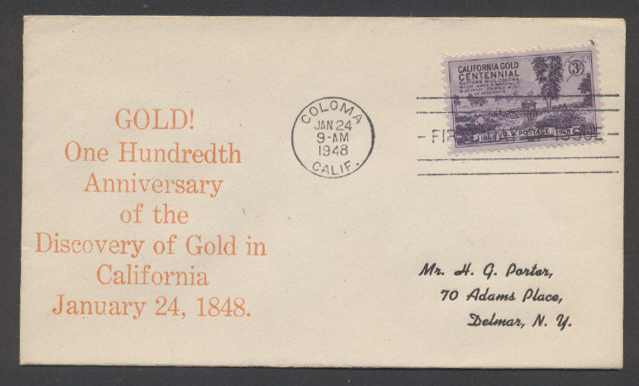 GOLD!
One Hundredth
Anniversary
of the
Discovery of Gold in
California
January 24, 1848.
COLOMA
JAN 24
9-AM
1948
CALIF.
CALIFORNIA GOLD
CENTENNIAL
3¢
Mr. H. G. Porter,
70 Adams Place,
Delmar, N. Y.